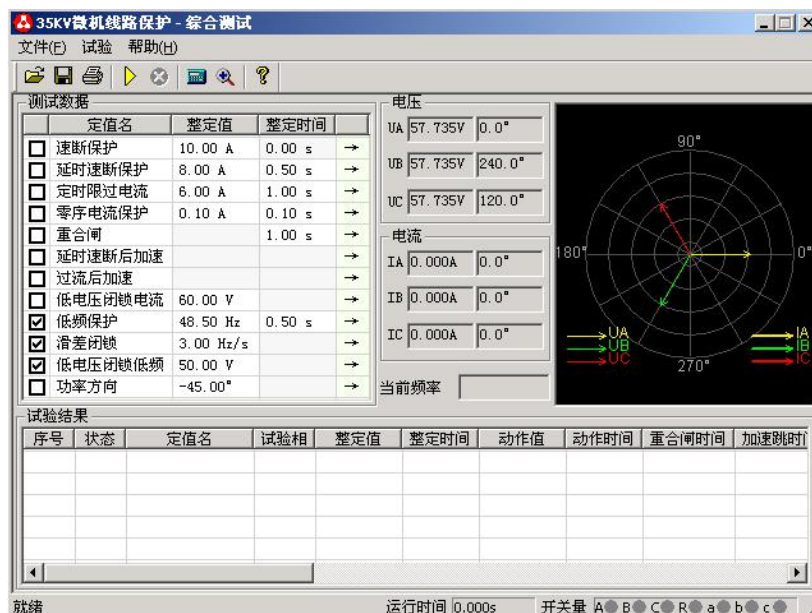 35KV微机线路保护 - 综合测试
文件(F) 试验 帮助(H)
测试数据
定值名 整定值 整定时间
速断保护 10.00 A 0.00 s →
延时速断保护 8.00 A 0.50 s →
定时限过电流 6.00 A 1.00 s →
零序电流保护 0.10 A 0.10 s →
重合闸 1.00 s →
延时速断后加速 →
过流后加速 →
低电压闭锁电流 60.00 V →
低频保护 48.50 Hz 0.50 s →
滑差闭锁 3.00 Hz/s →
低电压闭锁低频 50.00 V →
功率方向 -45.00° →
电压
UA 57.735V 0.0°
UB 57.735V 240.0°
UC 57.735V 120.0°
电流
IA 0.000A 0.0°
IB 0.000A 0.0°
IC 0.000A 0.0°
当前频率
90°
180° 0°
270°
UA IA
UB IB
UC IC
试验结果
序号 状态 定值名 试验相 整定值 整定时间 动作值 动作时间 重合闸时间 加速跳时
就绪 运行时间 0.000s 开关量 A B C R a b c